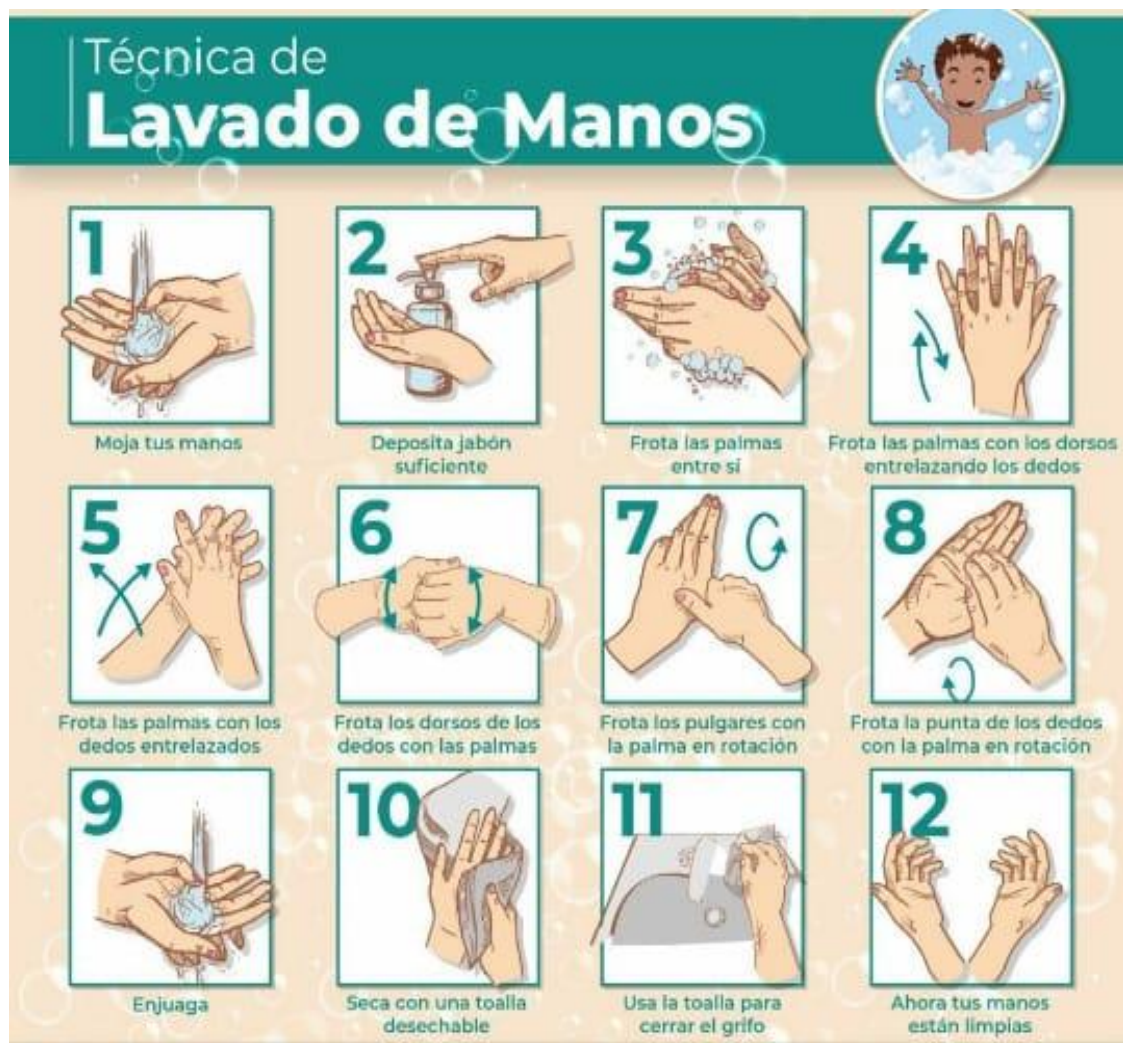 Técnica de
Lavado de Manos
1
Moja tus manos
2
Deposita jabón
suficiente
3
Frota las palmas
entre sí
4
Frota las palmas con los dorsos
entrelazando los dedos
5
Frota las palmas con los
dedos entrelazados
6
Frota los dorsos de los
dedos con las palmas
7
Frota los pulgares con
la palma en rotación
8
Frota la punta de los dedos
con la palma en rotación
9
Enjuaga
10
Seca con una toalla
desechable
11
Usa la toalla para
cerrar el grifo
12
Ahora tus manos
están limpias